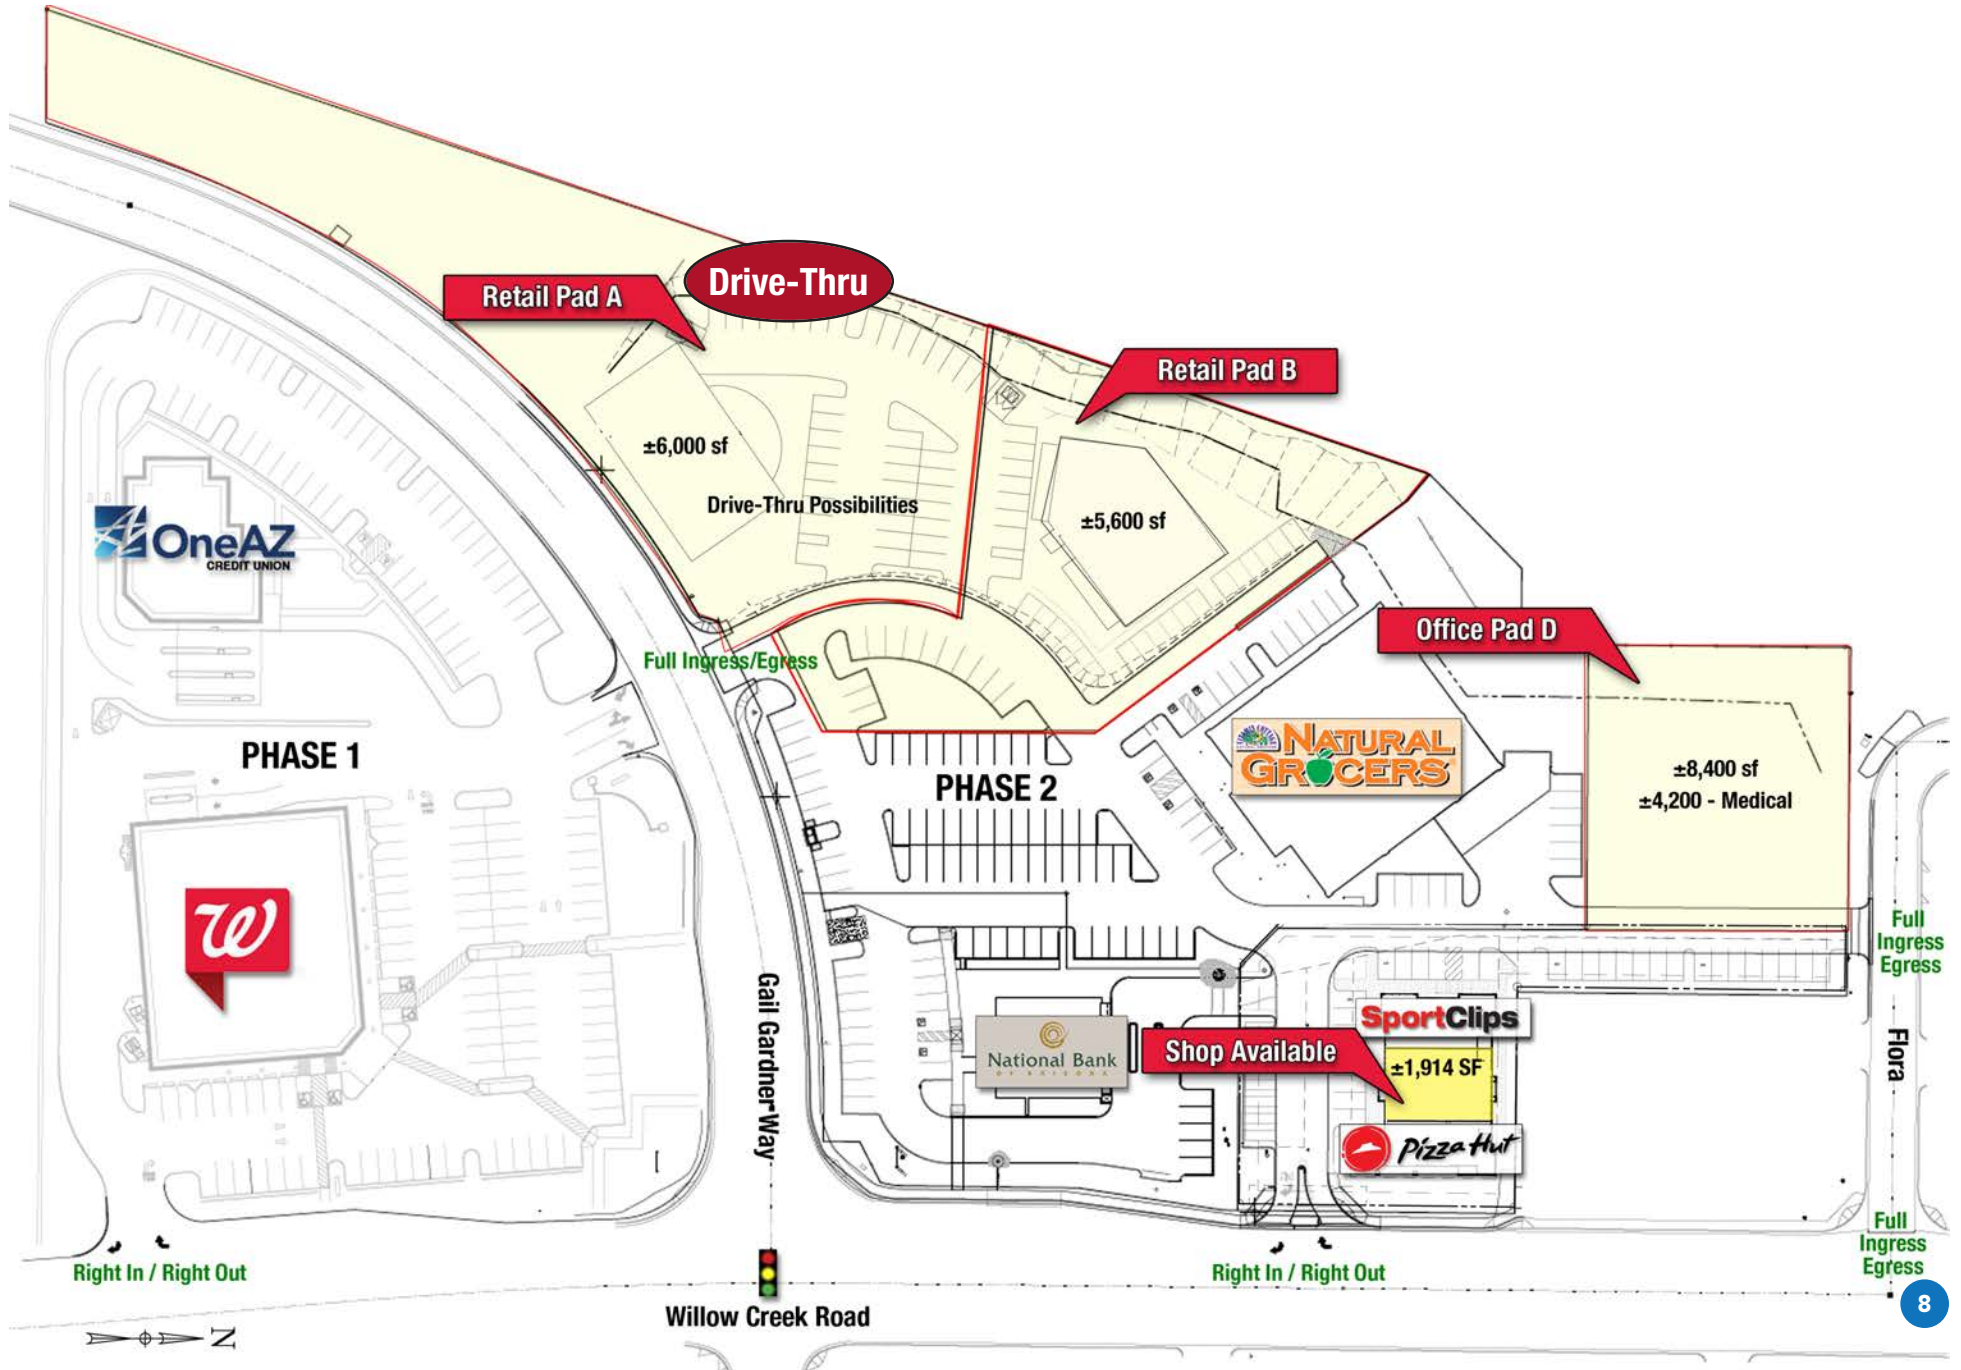 Drive-Thru
Retail Pad A
Retail Pad B
±6,000 sf
Drive-Thru Possibilities
±5,600 sf
OneAZ
CREDIT UNION
Office Pad D
Full Ingress/Egress
PHASE 1
NATURAL
GROCERS
PHASE 2
±8,400 sf
±4,200 - Medical
W
Full
Ingress
Egress
Gail Gardner Way
SportClips
National Bank
OF ARIZONA
Shop Available
±1,914 SF
Flora
Pizza Hut
Full
Ingress
Egress
Right In / Right Out
Right In / Right Out
Willow Creek Road
8
N